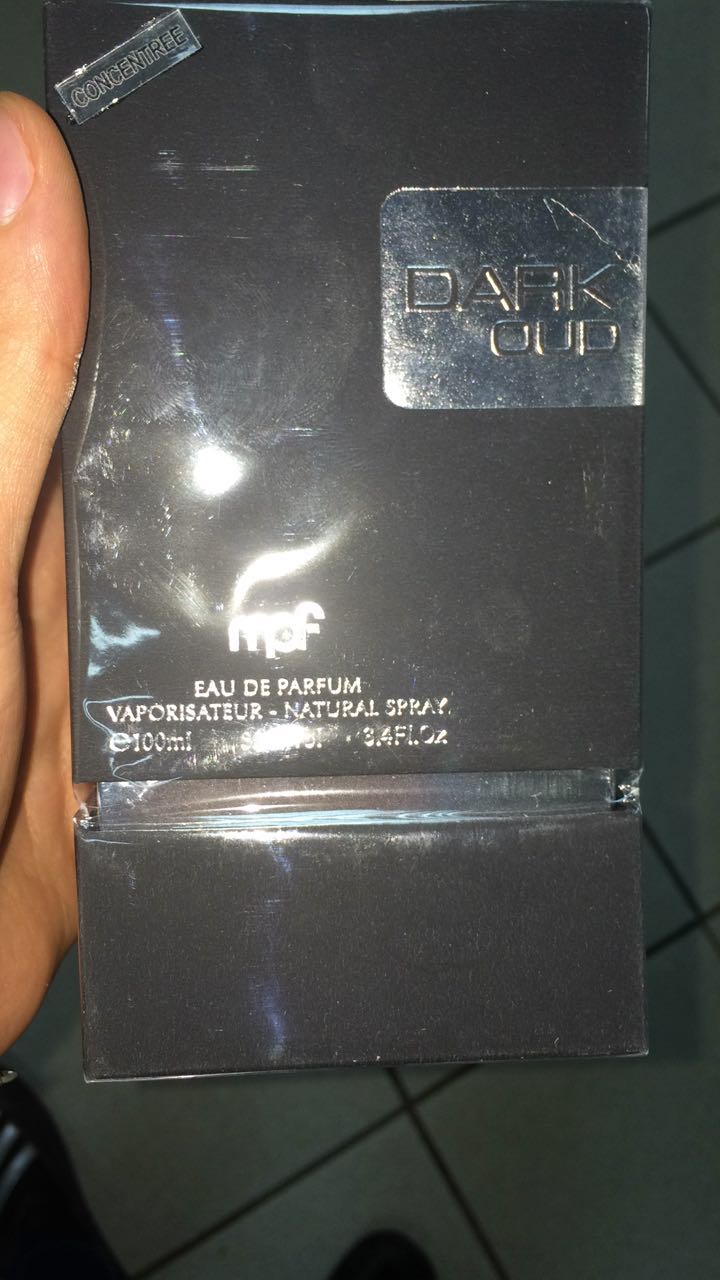 CONCENTREE
DARK
OUD
mpf
EAU DE PARFUM
VAPORISATEUR - NATURAL SPRAY
℮100ml 3.4Fl.Oz